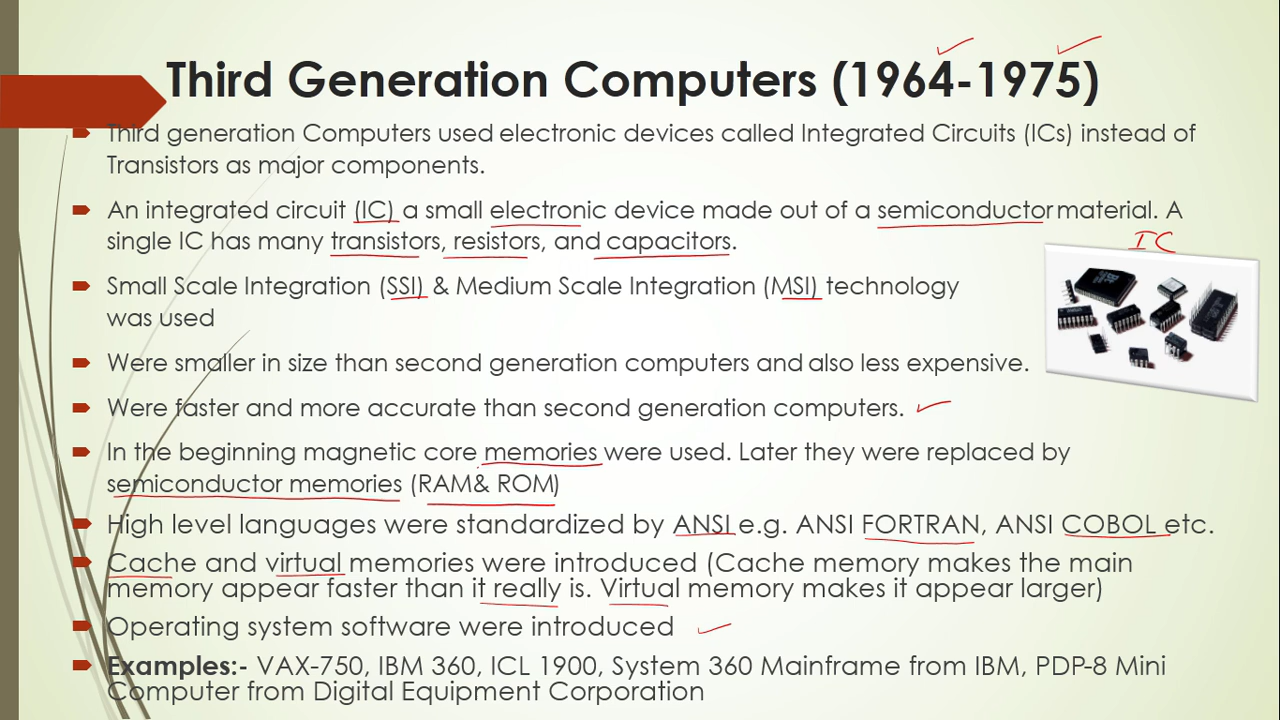 Third Generation Computers (1964-1975)
Third generation Computers used electronic devices called Integrated Circuits (ICs) instead of
Transistors as major components.
An integrated circuit (IC) a small electronic device made out of a semiconductor material. A
single IC has many transistors, resistors, and capacitors.
IC
Small Scale Integration (SSI) & Medium Scale Integration (MSI) technology
was used
Were smaller in size than second generation computers and also less expensive.
Were faster and more accurate than second generation computers.
In the beginning magnetic core memories were used. Later they were replaced by
semiconductor memories (RAM& ROM)
High level languages were standardized by ANSI e.g. ANSI FORTRAN, ANSI COBOL etc.
Cache and virtual memories were introduced (Cache memory makes the main
memory appear faster than it really is. Virtual memory makes it appear larger)
Operating system software were introduced
Examples:- VAX-750, IBM 360, ICL 1900, System 360 Mainframe from IBM, PDP-8 Mini
Computer from Digital Equipment Corporation